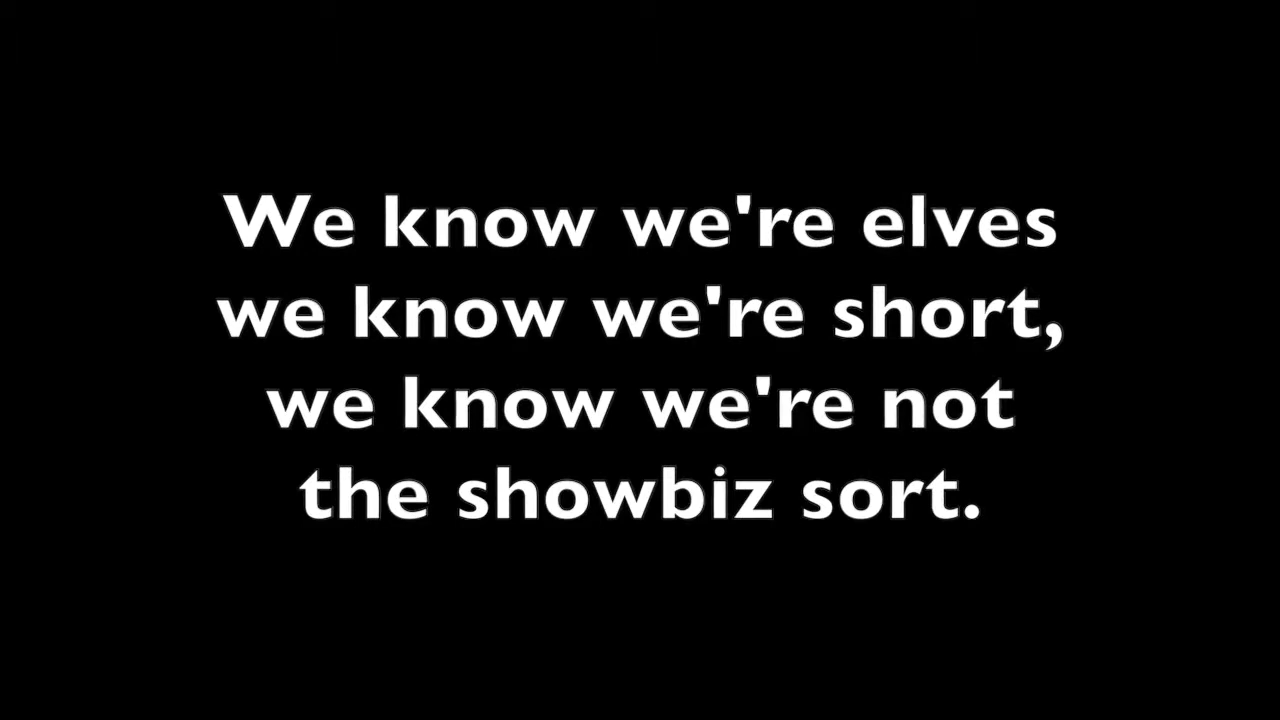 We know we're elves
we know we're short,
we know we're not
the showbiz sort.